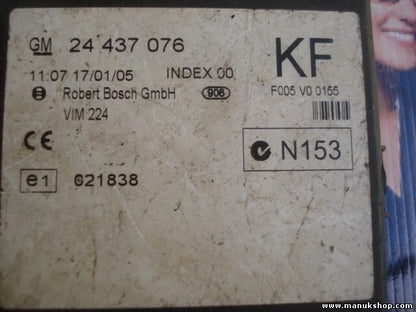 GM 24 437 076
KF
11:07 17/01/05 INDEX 00
Robert Bosch GmbH 906
F005 V0 0155
VIM 224
CE
N153
e1 021838
www.manukshop.com